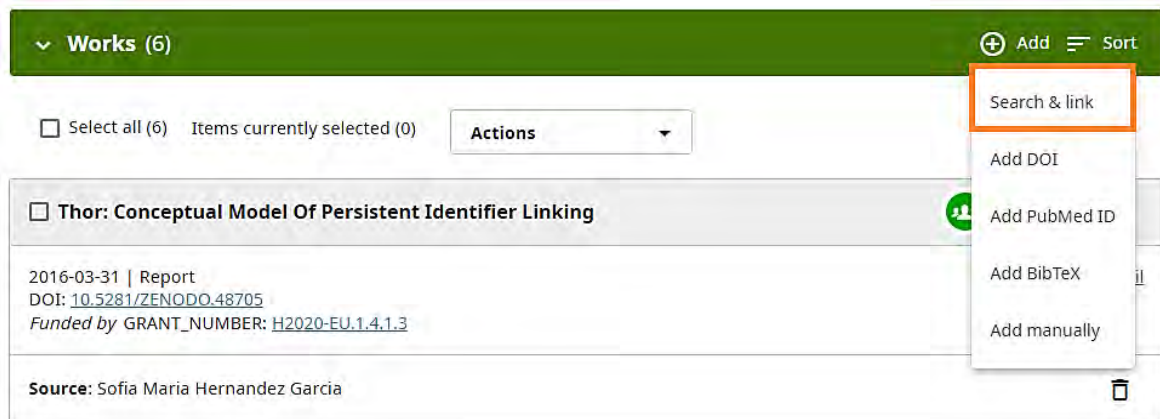 Works (6)
Add
Sort
Search & link
Select all (6)
Items currently selected (0)
Actions
Add DOI
Thor: Conceptual Model Of Persistent Identifier Linking
Add PubMed ID
2016-03-31 | Report
Add BibTeX
il
DOI: 10.5281/ZENODO.48705
Funded by GRANT_NUMBER: H2020-EU.1.4.1.3
Add manually
Source: Sofia Maria Hernandez Garcia